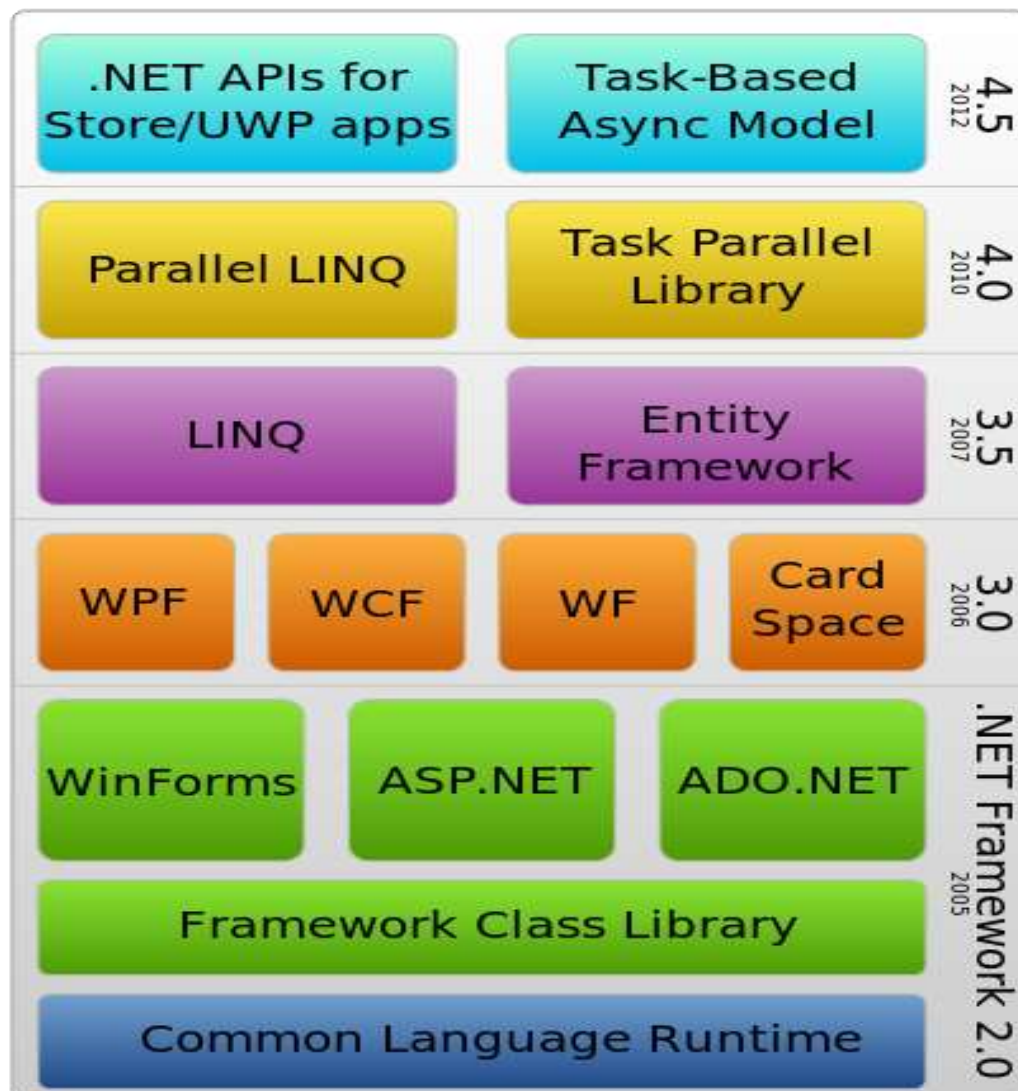 .NET APIs for
Store/UWP apps
Task-Based
Async Model
4.5
2012
Parallel LINQ
Task Parallel
Library
4.0
2010
LINQ
Entity
Framework
3.5
2007
WPF
WCF
WF
Card
Space
3.0
2006
WinForms
ASP.NET
ADO.NET
Framework Class Library
Common Language Runtime
.NET Framework 2.0
2005